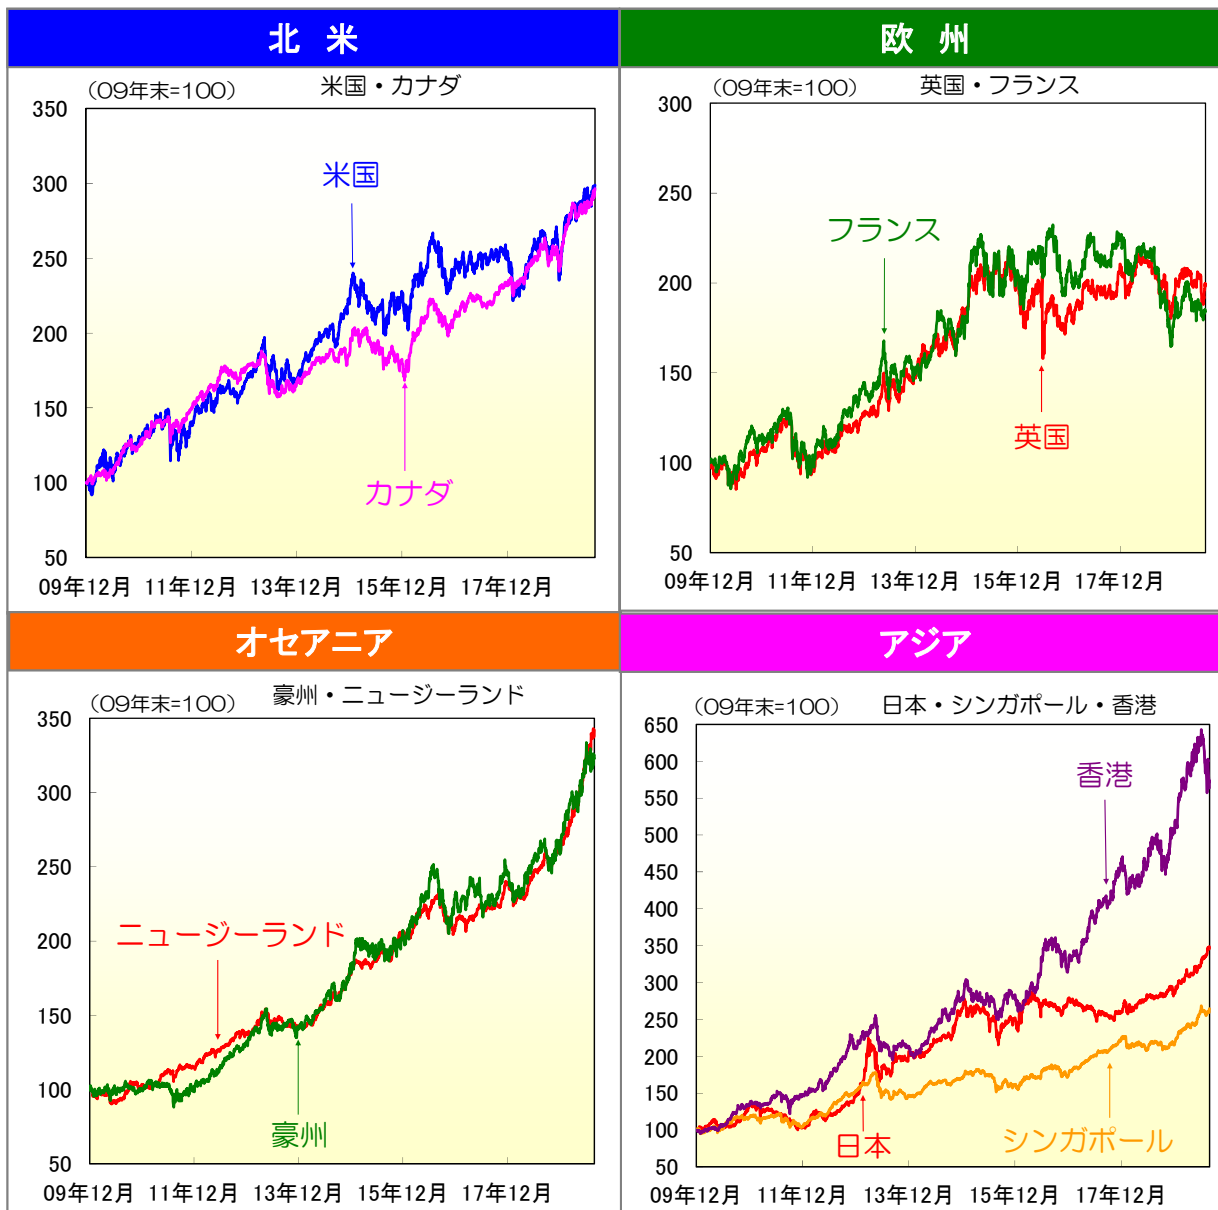 北 米
(09年末=100) 米国・カナダ
350
300
250
200
150
100
50
米国
カナダ
09年12月 11年12月 13年12月 15年12月 17年12月
欧 州
(09年末=100) 英国・フランス
300
250
200
150
100
50
フランス
英国
09年12月 11年12月 13年12月 15年12月 17年12月
オセアニア
(09年末=100) 豪州・ニュージーランド
350
300
250
200
150
100
50
ニュージーランド
豪州
09年12月 11年12月 13年12月 15年12月 17年12月
アジア
(09年末=100) 日本・シンガポール・香港
650
600
550
500
450
400
350
300
250
200
150
100
50
香港
日本
シンガポール
09年12月 11年12月 13年12月 15年12月 17年12月